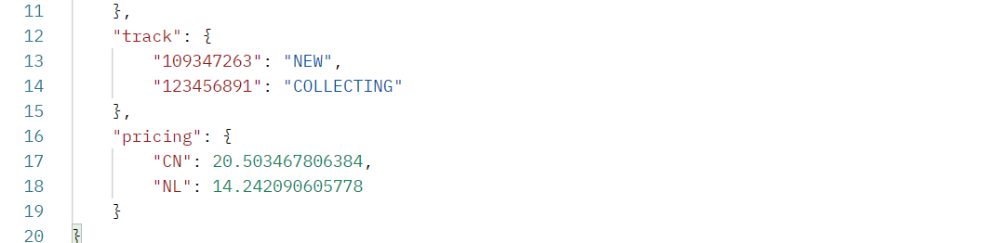 11 },
12 "track": {
13 "109347263": "NEW",
14 "123456891": "COLLECTING"
15 },
16 "pricing": {
17 "CN": 20.503467806384,
18 "NL": 14.242090605778
19 }
20 }